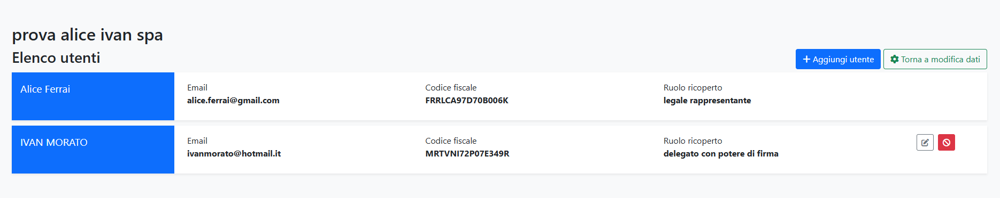 prova alice ivan spa
Elenco utenti
Aggiungi utente
Torna a modifica dati
Alice Ferrai
Email
alice.ferrai@gmail.com
Codice fiscale
FRRLCA97D70B006K
Ruolo ricoperto
legale rappresentante
IVAN MORATO
Email
ivanmorato@hotmail.it
Codice fiscale
MRTVNI72P07E349R
Ruolo ricoperto
delegato con potere di firma